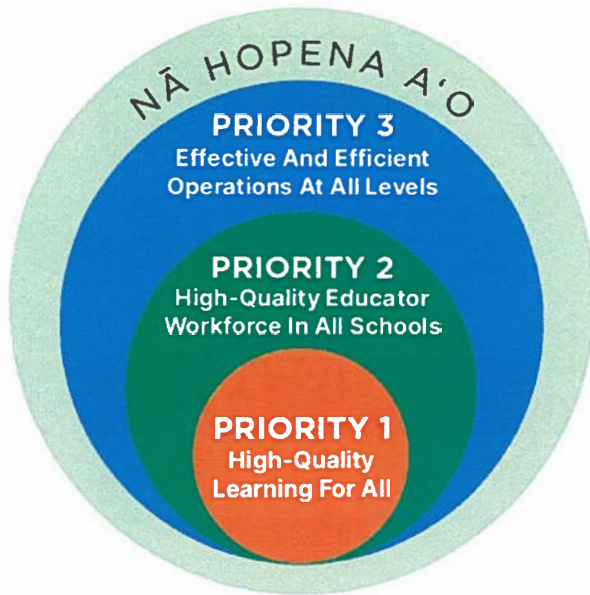 NĀ HOPENA AʻO
PRIORITY 3
Effective And Efficient
Operations At All Levels
PRIORITY 2
High-Quality Educator
Workforce In All Schools
PRIORITY 1
High-Quality
Learning For All